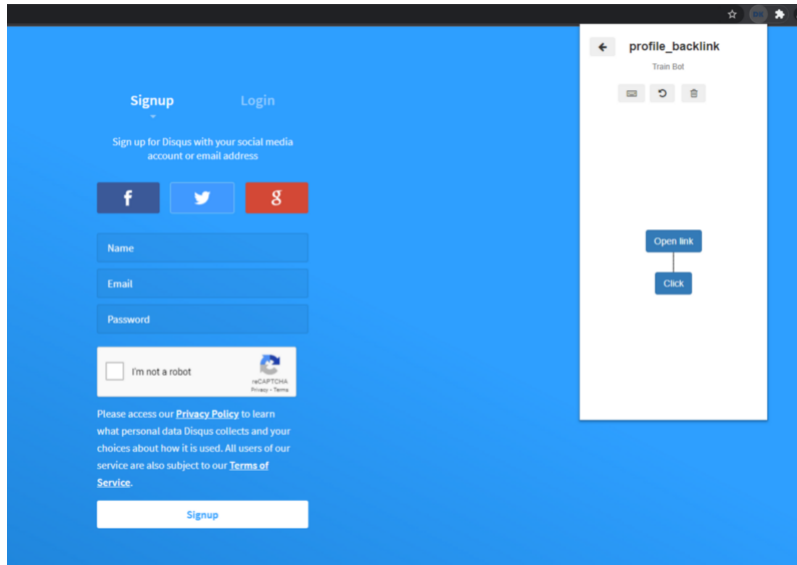 profile_backlink
Train Bot
Signup
Login
Sign up for Disqus with your social media
account or email address
f
g
Name
Email
Password
I'm not a robot
reCAPTCHA
Privacy - Terms
Please access our Privacy Policy to learn
what personal data Disqus collects and your
choices about how it is used. All users of our
service are also subject to our Terms of
Service.
Signup
Open link
Click